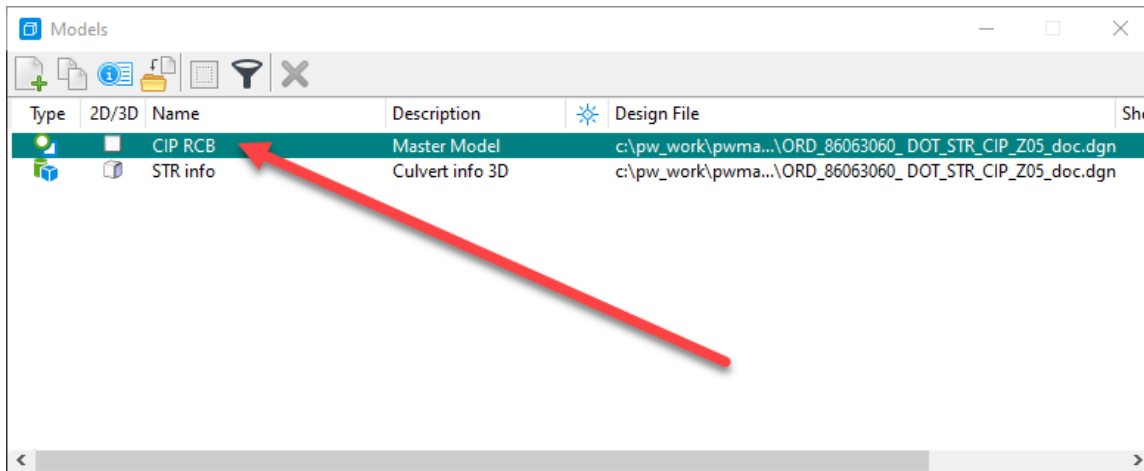 Models
Type 2D/3D Name Description Design File
CIP RCB Master Model c:\pw_work\pwma...\ORD_86063060_ DOT_STR_CIP_Z05_doc.dgn
STR info Culvert info 3D c:\pw_work\pwma...\ORD_86063060_ DOT_STR_CIP_Z05_doc.dgn